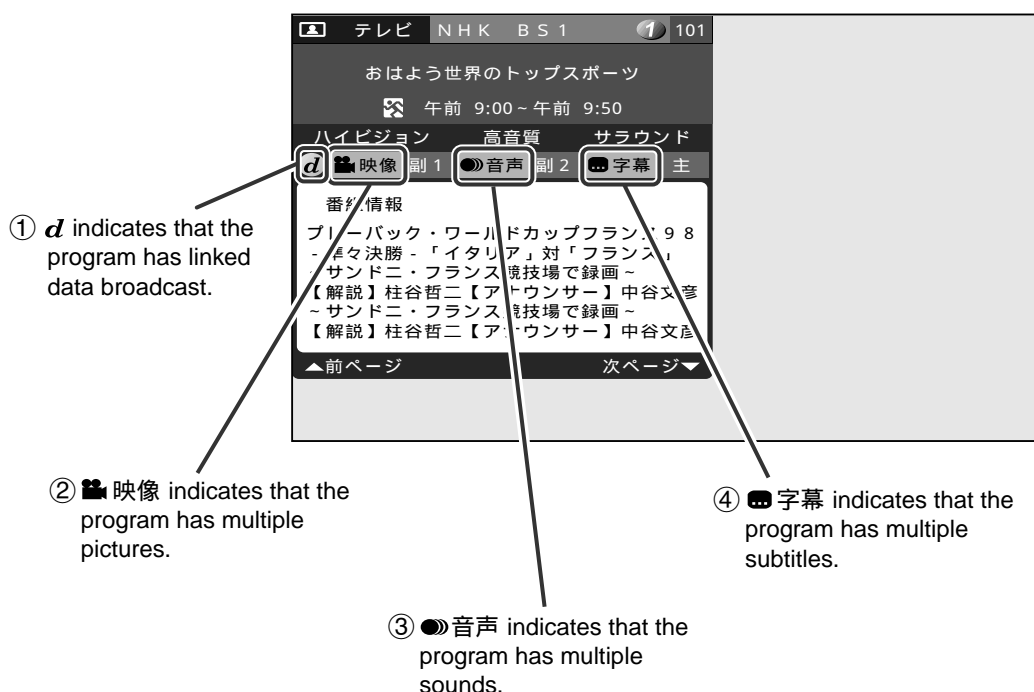 テレビ NHK BS1 1 101
おはよう世界のトップスポーツ
午前 9:00~午前 9:50
ハイビジョン 高音質 サラウンド
d 映像 副1 音声 副2 字幕 主
番組情報
プレーバック・ワールドカップフランス98
-準々決勝-「イタリア」対「フランス」
~サンドニ・フランス競技場で録画~
【解説】柱谷哲二【アナウンサー】中谷文彦
~サンドニ・フランス競技場で録画~
【解説】柱谷哲二【アナウンサー】中谷文彦
▲前ページ 次ページ▼
① d indicates that the
program has linked
data broadcast.
② 映像 indicates that the
program has multiple
pictures.
③ 音声 indicates that the
program has multiple
sounds.
④ 字幕 indicates that the
program has multiple
subtitles.